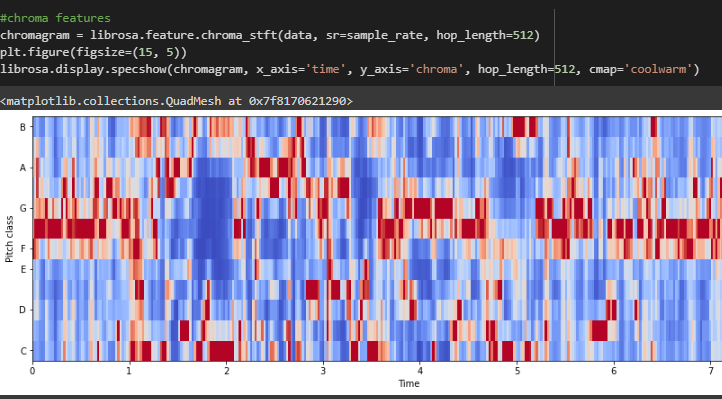 #chroma features
chromagram = librosa.feature.chroma_stft(data, sr=sample_rate, hop_length=512)
plt.figure(figsize=(15, 5))
librosa.display.specshow(chromagram, x_axis='time', y_axis='chroma', hop_length=512, cmap='coolwarm')
<matplotlib.collections.QuadMesh at 0x7f8170621290>
B
A
G
F
E
D
C
Pitch class
0 1 2 3 4 5 6 7
Time